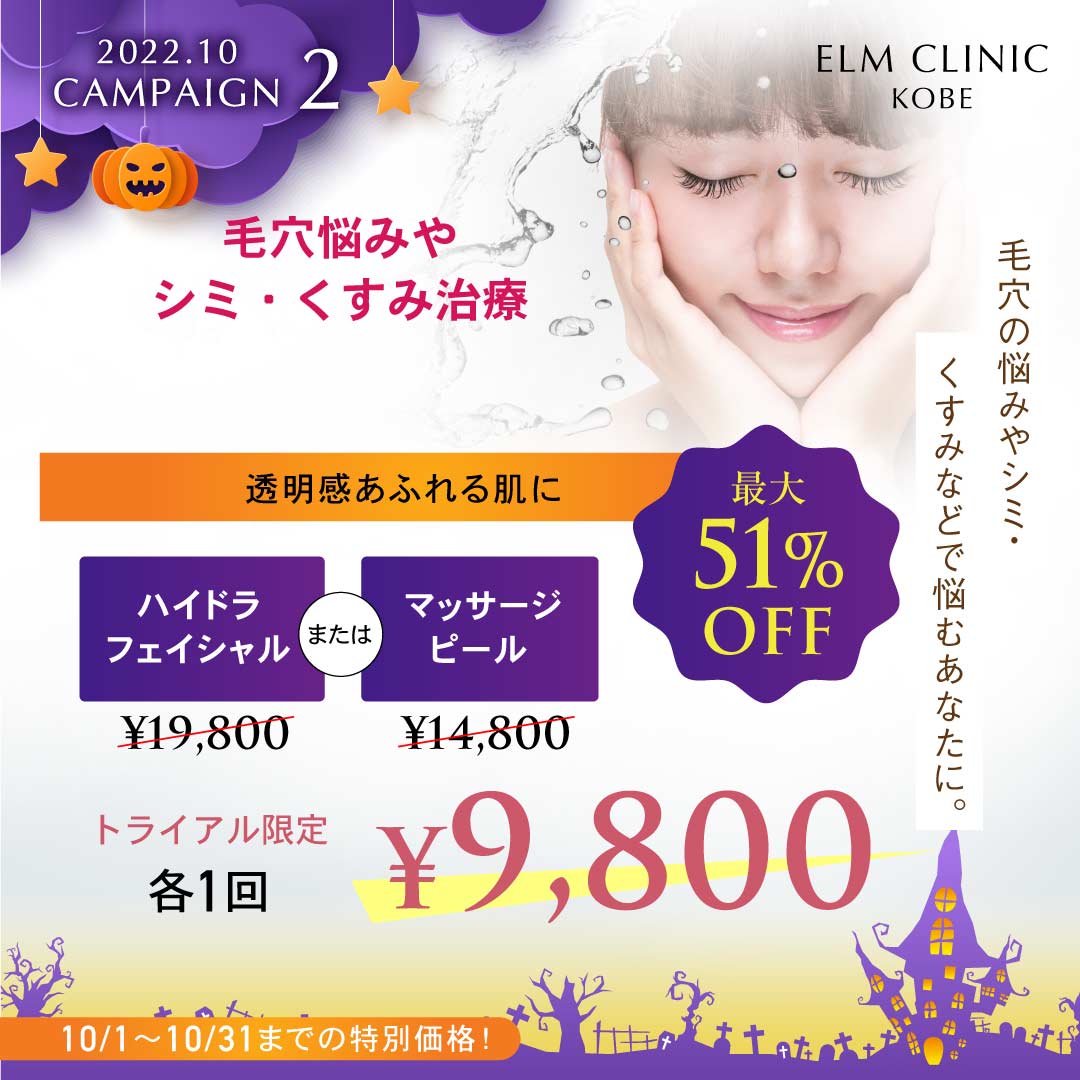 2022.10
CAMPAIGN 2
ELM CLINIC
KOBE
毛穴悩みや
シミ・くすみ治療
毛穴の悩みやシミ・
くすみなどで悩むあなたに。
透明感あふれる肌に
最大
51%
OFF
ハイドラ
フェイシャル
または
マッサージ
ピール
¥19,800
¥14,800
トライアル限定
各1回
¥9,800
10/1～10/31までの特別価格！